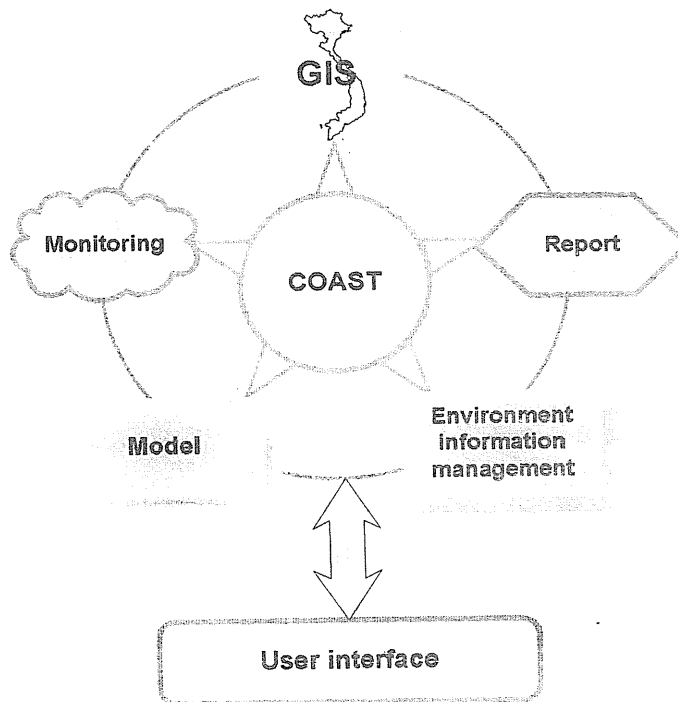 GIS
Monitoring
Report
COAST
Model
Environment
information
management
User interface